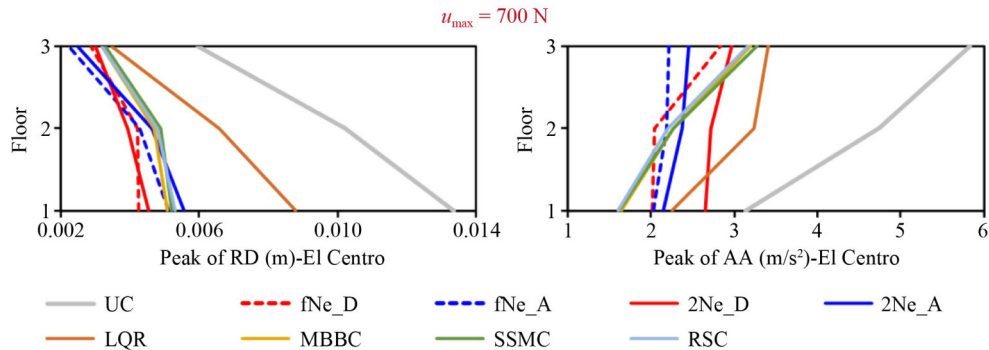 u_max = 700 N
3
2
1
Floor
0.002
0.006
0.010
0.014
Peak of RD (m)-El Centro
3
2
1
Floor
1
2
3
4
5
6
Peak of AA (m/s²)-El Centro
UC
fNe_D
fNe_A
2Ne_D
2Ne_A
LQR
MBBC
SSMC
RSC